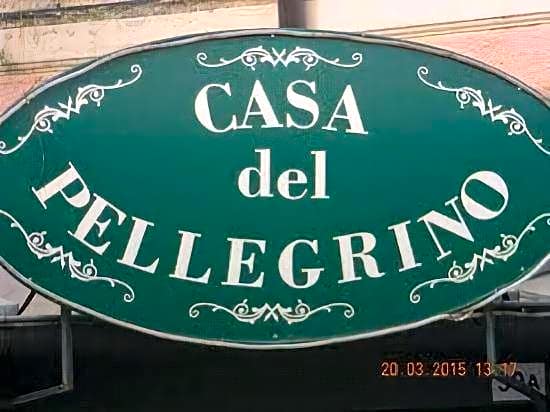 CASA
del
PELLEGRINO
20.03.2015 13:17